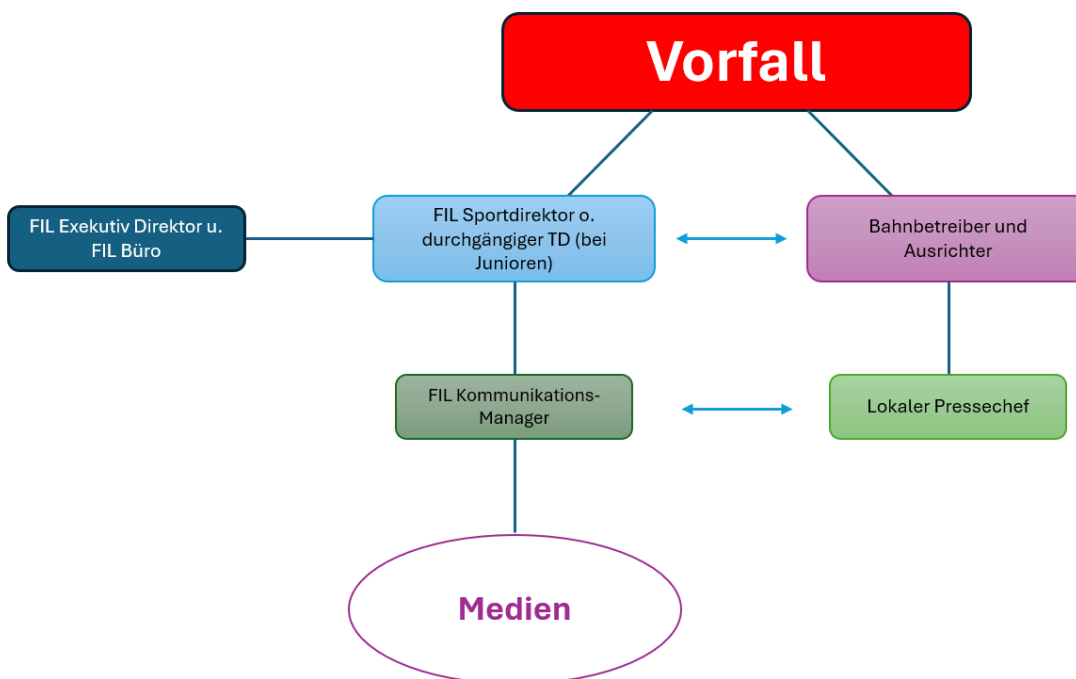 Vorfall
FIL Exekutiv Direktor u.
FIL Büro
FIL Sportdirektor o.
durchgängiger TD (bei
Junioren)
Bahnbetreiber und
Ausrichter
FIL Kommunikations-
Manager
Lokaler Pressechef
Medien